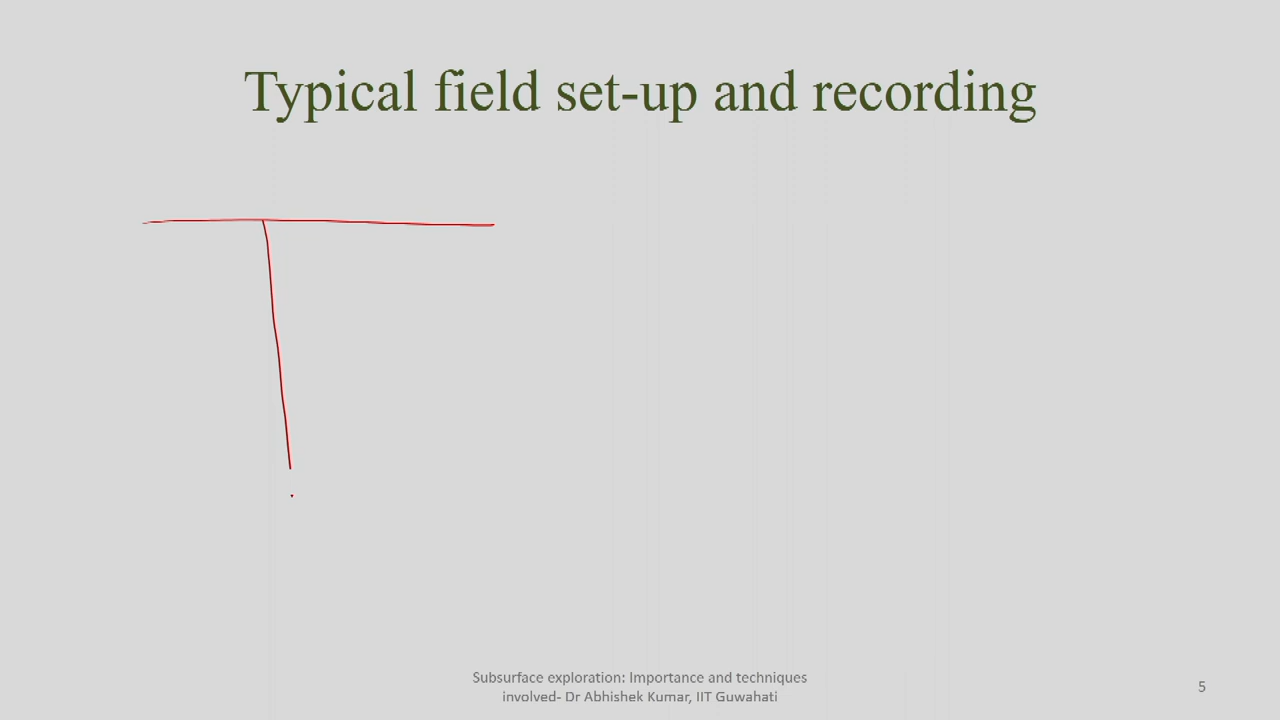 Typical field set-up and recording
Subsurface exploration: Importance and techniques
involved- Dr Abhishek Kumar, IIT Guwahati
5